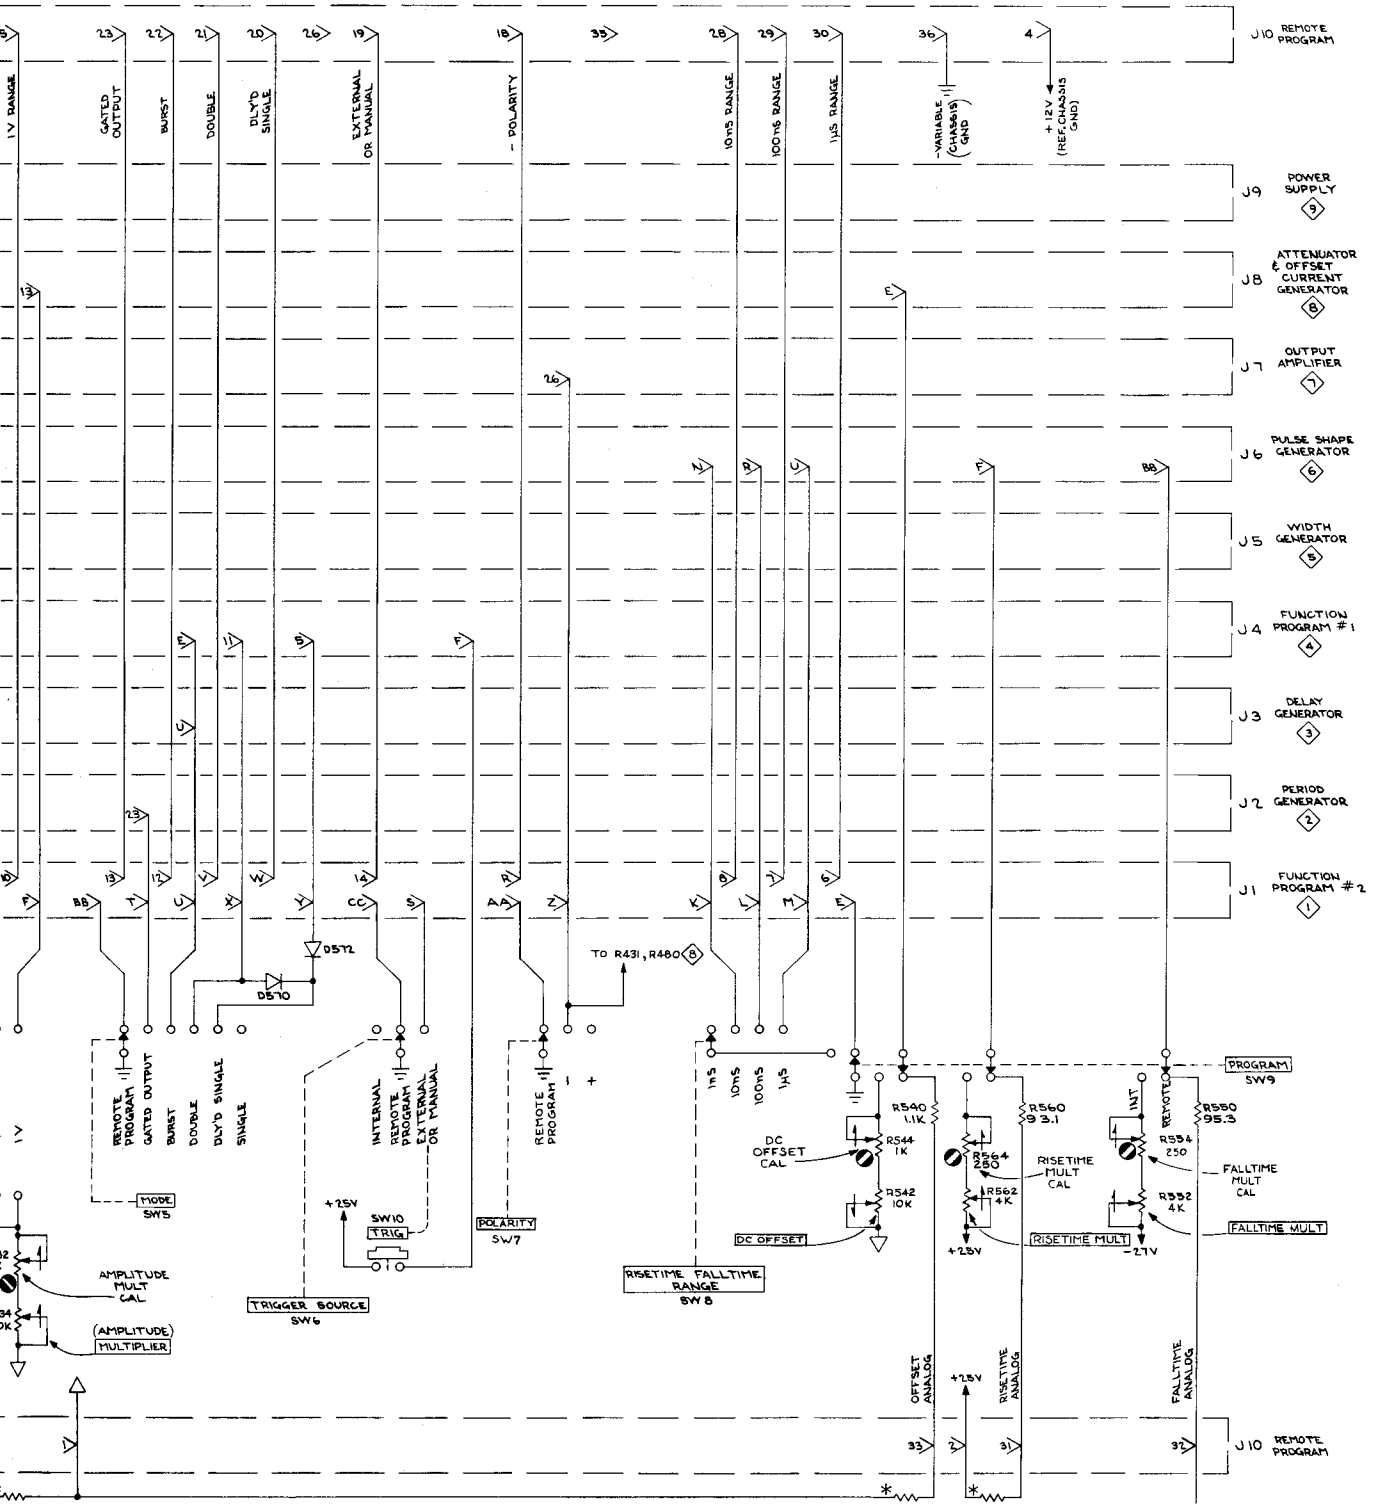 23 22 21 20 26 19 18 35 28 29 30 36 4
J10 REMOTE
PROGRAM
1V RANGE
GATED
OUTPUT
BURST
DOUBLE
DLY'D
SINGLE
EXTERNAL
OR MANUAL
- POLARITY
10nS RANGE
100nS RANGE
1µS RANGE
-VARIABLE
(CHASSIS)
GND
+12V
(REF. CHASSIS
GND)
J9 POWER
SUPPLY
9
13
E
J8 ATTENUATOR
& OFFSET
CURRENT
GENERATOR
8
26
J7 OUTPUT
AMPLIFIER
7
N R U F BB
J6 PULSE SHAPE
GENERATOR
6
J5 WIDTH
GENERATOR
5
E 11 5 F
J4 FUNCTION
PROGRAM #1
4
U
J3 DELAY
GENERATOR
3
23
J2 PERIOD
GENERATOR
2
10 13 12 V W 14 R 8 J 6
F BB T U X Y CC S AA Z K L M E
J1 FUNCTION
PROGRAM #2
1
D572
D570
TO R431, R480 8
REMOTE
PROGRAM
GATED OUTPUT
BURST
DOUBLE
DLY'D SINGLE
SINGLE
INTERNAL
REMOTE
PROGRAM
EXTERNAL
OR MANUAL
REMOTE
PROGRAM
-
+
1nS
10nS
100nS
1µS
PROGRAM
SW9
INT
REMOTE
1V
R540
1.1K
R544
1K
DC
OFFSET
CAL
R542
10K
DC OFFSET
R560
93.1
R564
250
RISETIME
MULT
CAL
R562
4K
+25V
RISETIME MULT
R550
95.3
R554
250
FALLTIME
MULT
CAL
R552
4K
-27V
FALLTIME MULT
MODE
SW5
+25V
SW10
TRIG
POLARITY
SW7
TRIGGER SOURCE
SW6
RISETIME FALLTIME
RANGE
SW8
AMPLITUDE
MULT
CAL
(AMPLITUDE)
MULTIPLIER
OFFSET
ANALOG
+25V
RISETIME
ANALOG
FALLTIME
ANALOG
1 33 2 31 32
J10 REMOTE
PROGRAM
* *